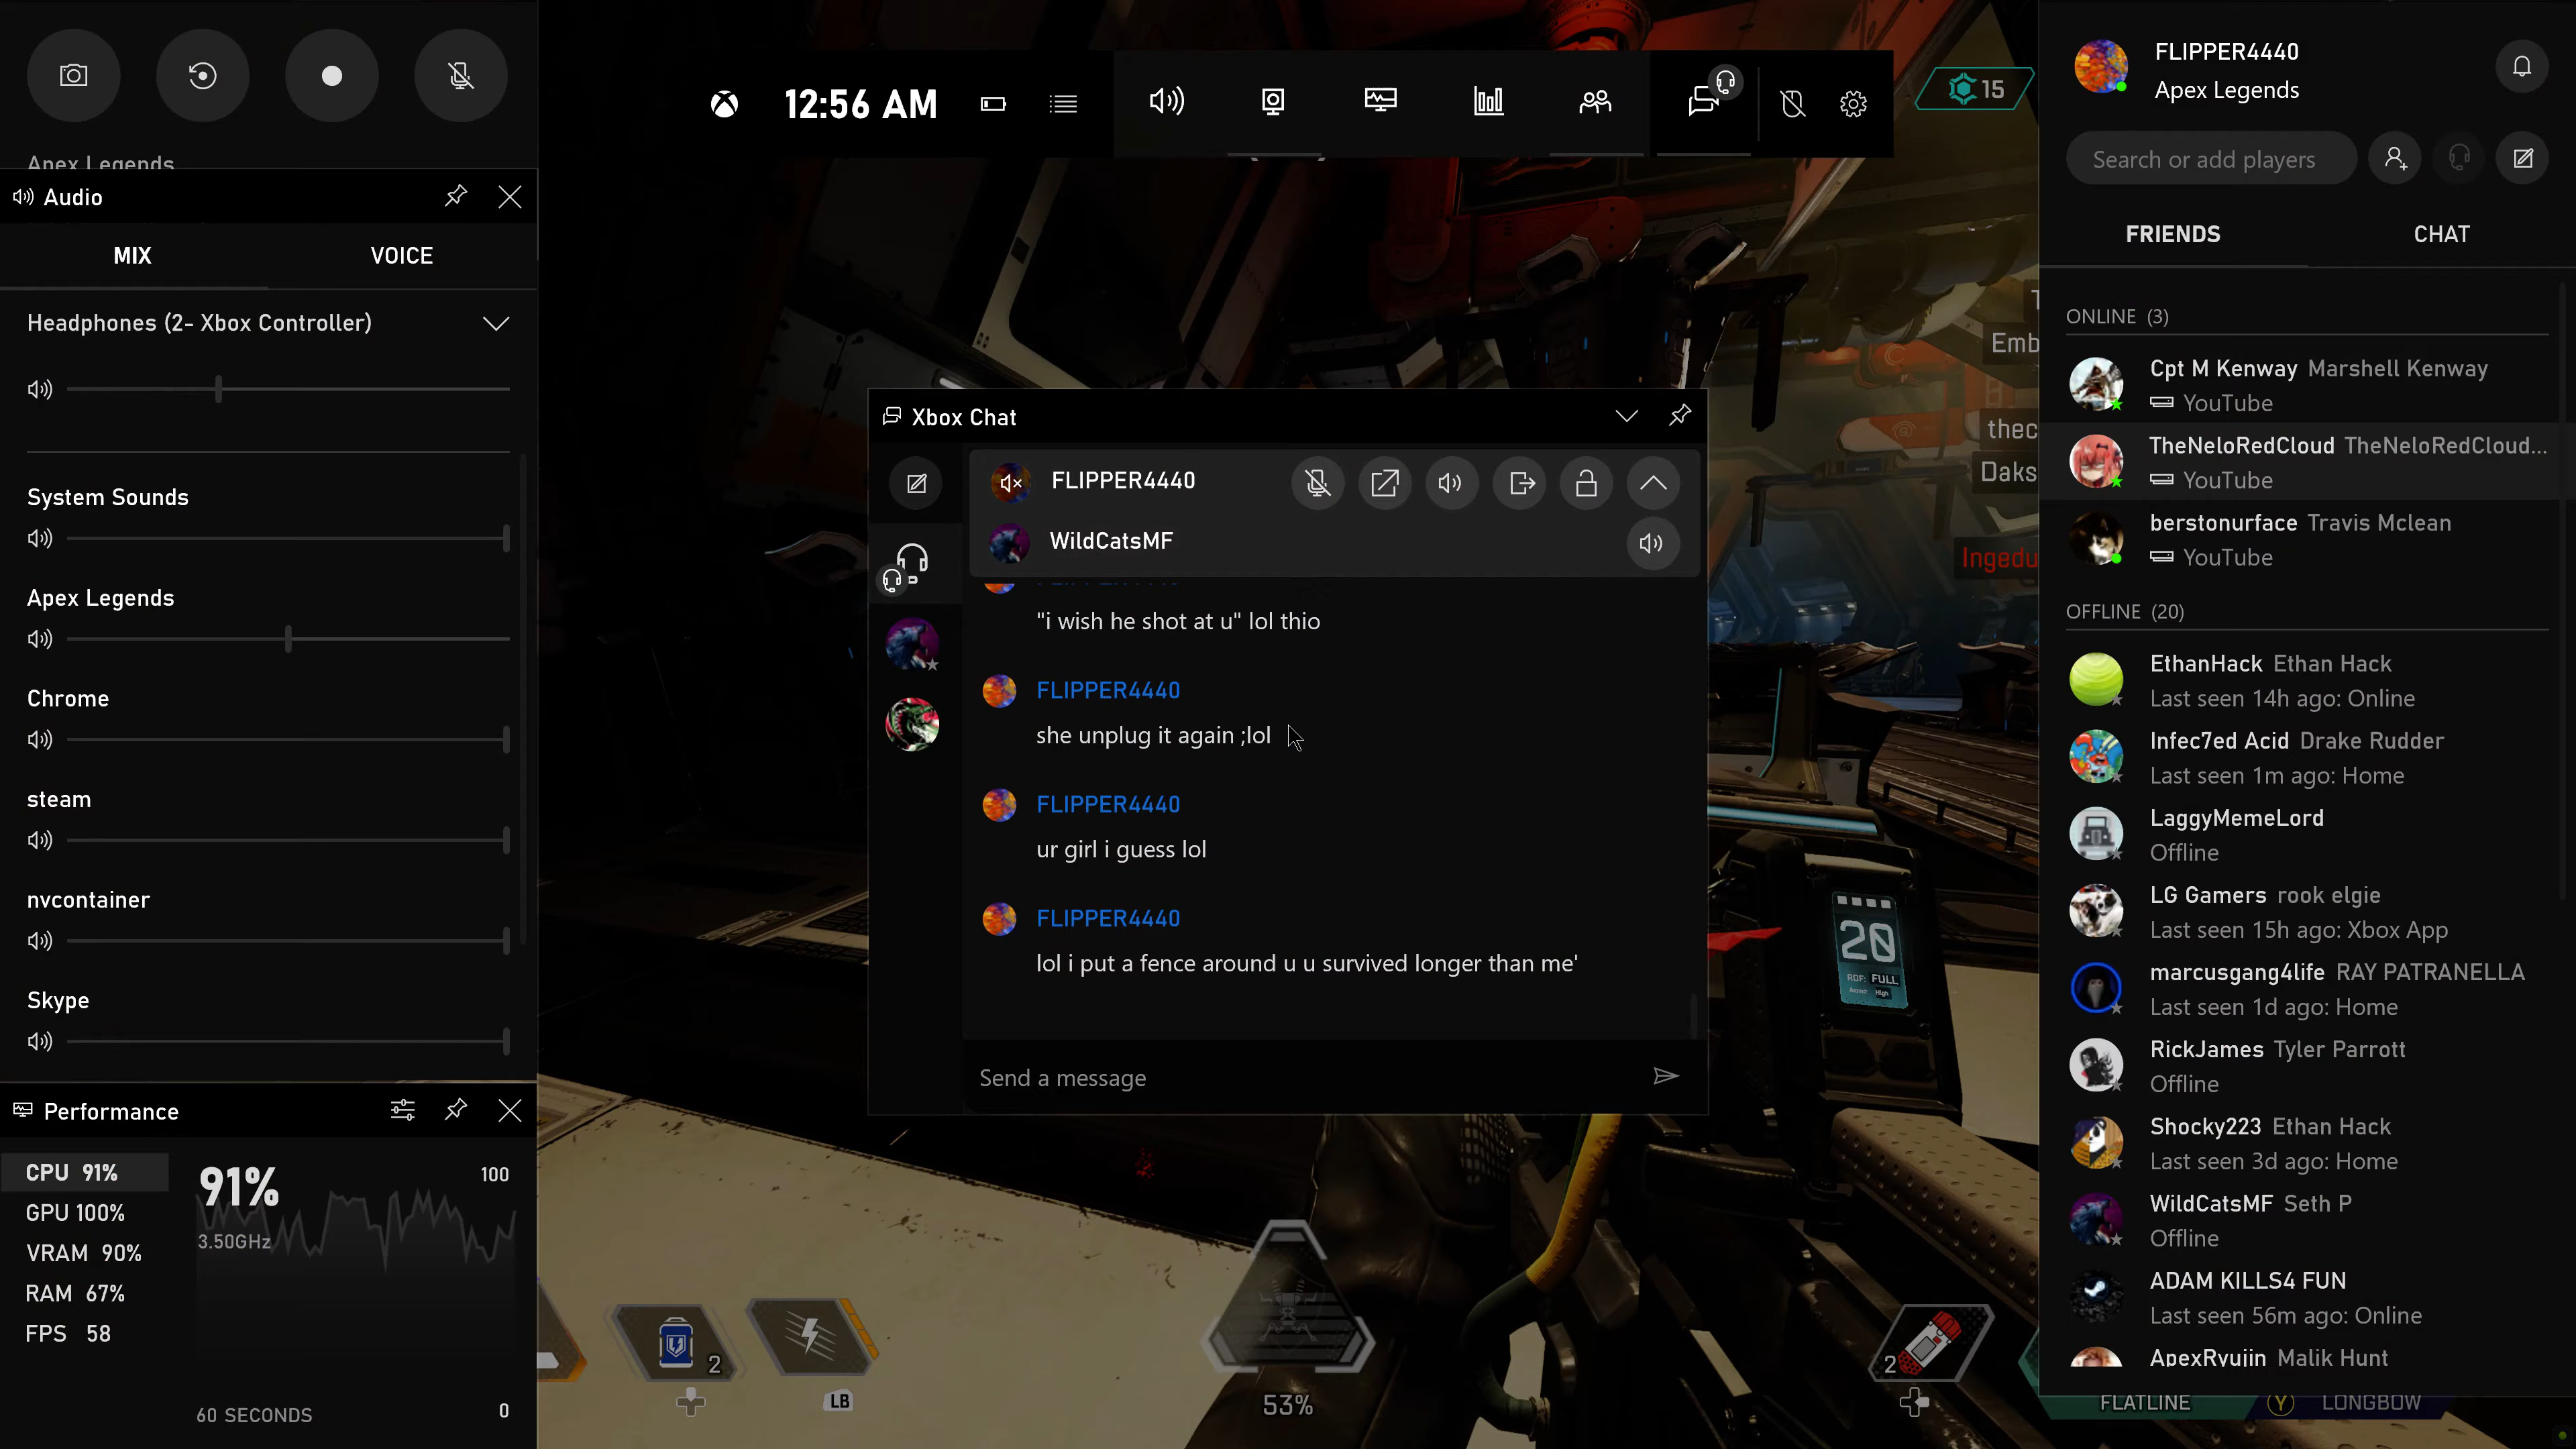 Apex Legends
Audio
MIX
VOICE
Headphones (2- Xbox Controller)
System Sounds
Apex Legends
Chrome
steam
nvcontainer
Skype
Performance
CPU 91%
GPU 100%
VRAM 90%
RAM 67%
FPS 58
91%
3.50GHz
100
60 SECONDS
0
12:56 AM
15
Xbox Chat
FLIPPER4440
WildCatsMF
"i wish he shot at u" lol thio
FLIPPER4440
she unplug it again ;lol
FLIPPER4440
ur girl i guess lol
FLIPPER4440
lol i put a fence around u u survived longer than me'
Send a message
Emb
thec
Daks
Ingedu
20
ROF: FULL
Ammo: High
2
LB
53%
2
FLATLINE
Y
LONGBOW
FLIPPER4440
Apex Legends
Search or add players
FRIENDS
CHAT
ONLINE (3)
Cpt M Kenway Marshell Kenway
YouTube
TheNeloRedCloud TheNeloRedCloud...
YouTube
berstonurface Travis Mclean
YouTube
OFFLINE (20)
EthanHack Ethan Hack
Last seen 14h ago: Online
Infec7ed Acid Drake Rudder
Last seen 1m ago: Home
LaggyMemeLord
Offline
LG Gamers rook elgie
Last seen 15h ago: Xbox App
marcusgang4life RAY PATRANELLA
Last seen 1d ago: Home
RickJames Tyler Parrott
Offline
Shocky223 Ethan Hack
Last seen 3d ago: Home
WildCatsMF Seth P
Offline
ADAM KILLS4 FUN
Last seen 56m ago: Online
ApexRyujin Malik Hunt